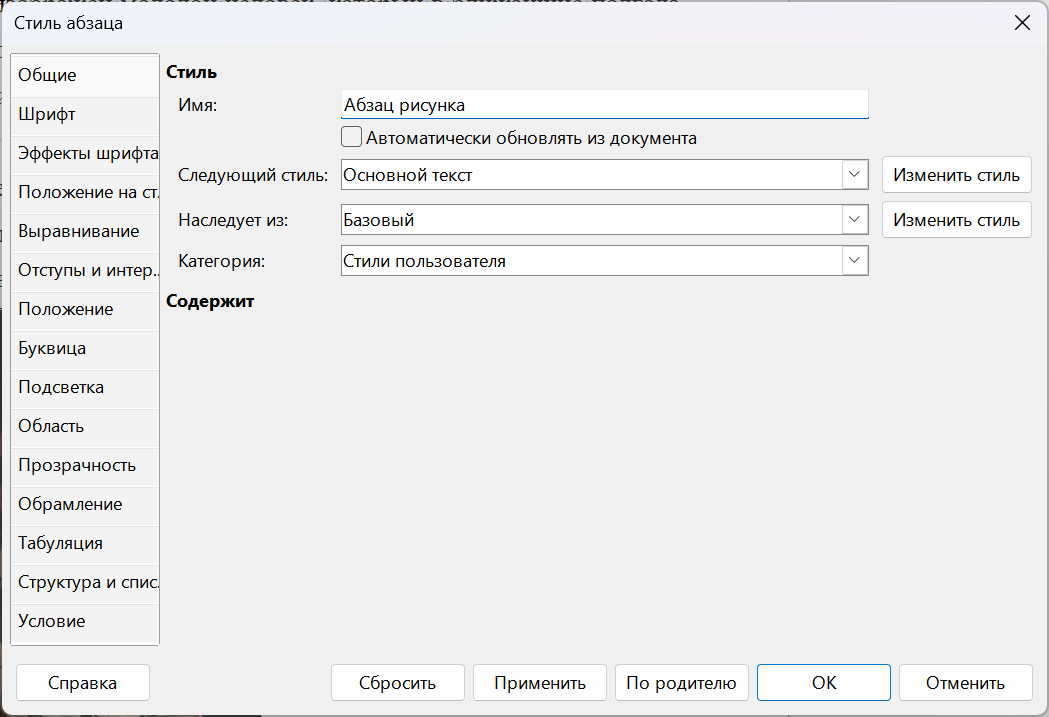 Стиль абзаца
Общие
Шрифт
Эффекты шрифта
Положение на ст.
Выравнивание
Отступы и интер..
Положение
Буквица
Подсветка
Область
Прозрачность
Обрамление
Табуляция
Структура и спис.
Условие
Стиль
Имя: Абзац рисунка
Автоматически обновлять из документа
Следующий стиль: Основной текст Изменить стиль
Наследует из: Базовый Изменить стиль
Категория: Стили пользователя
Содержит
Справка Сбросить Применить По родителю ОК Отменить